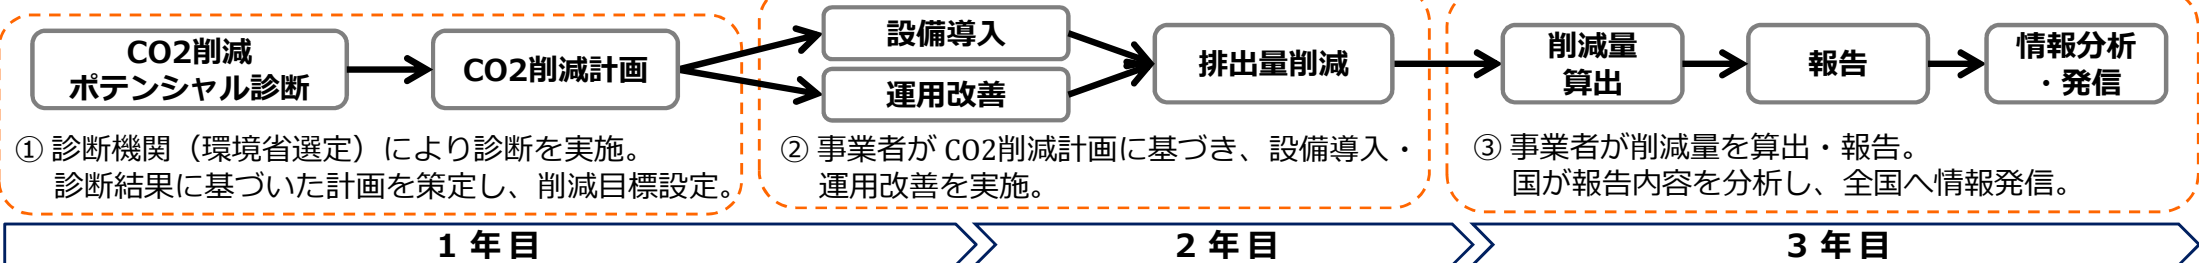 CO2削減
ポテンシャル診断
CO2削減計画
設備導入
運用改善
排出量削減
削減量
算出
報告
情報分析
・発信
① 診断機関（環境省選定）により診断を実施。
診断結果に基づいた計画を策定し、削減目標設定。
② 事業者が CO2削減計画に基づき、設備導入・
運用改善を実施。
③ 事業者が削減量を算出・報告。
国が報告内容を分析し、全国へ情報発信。
1 年目
2 年目
3 年目